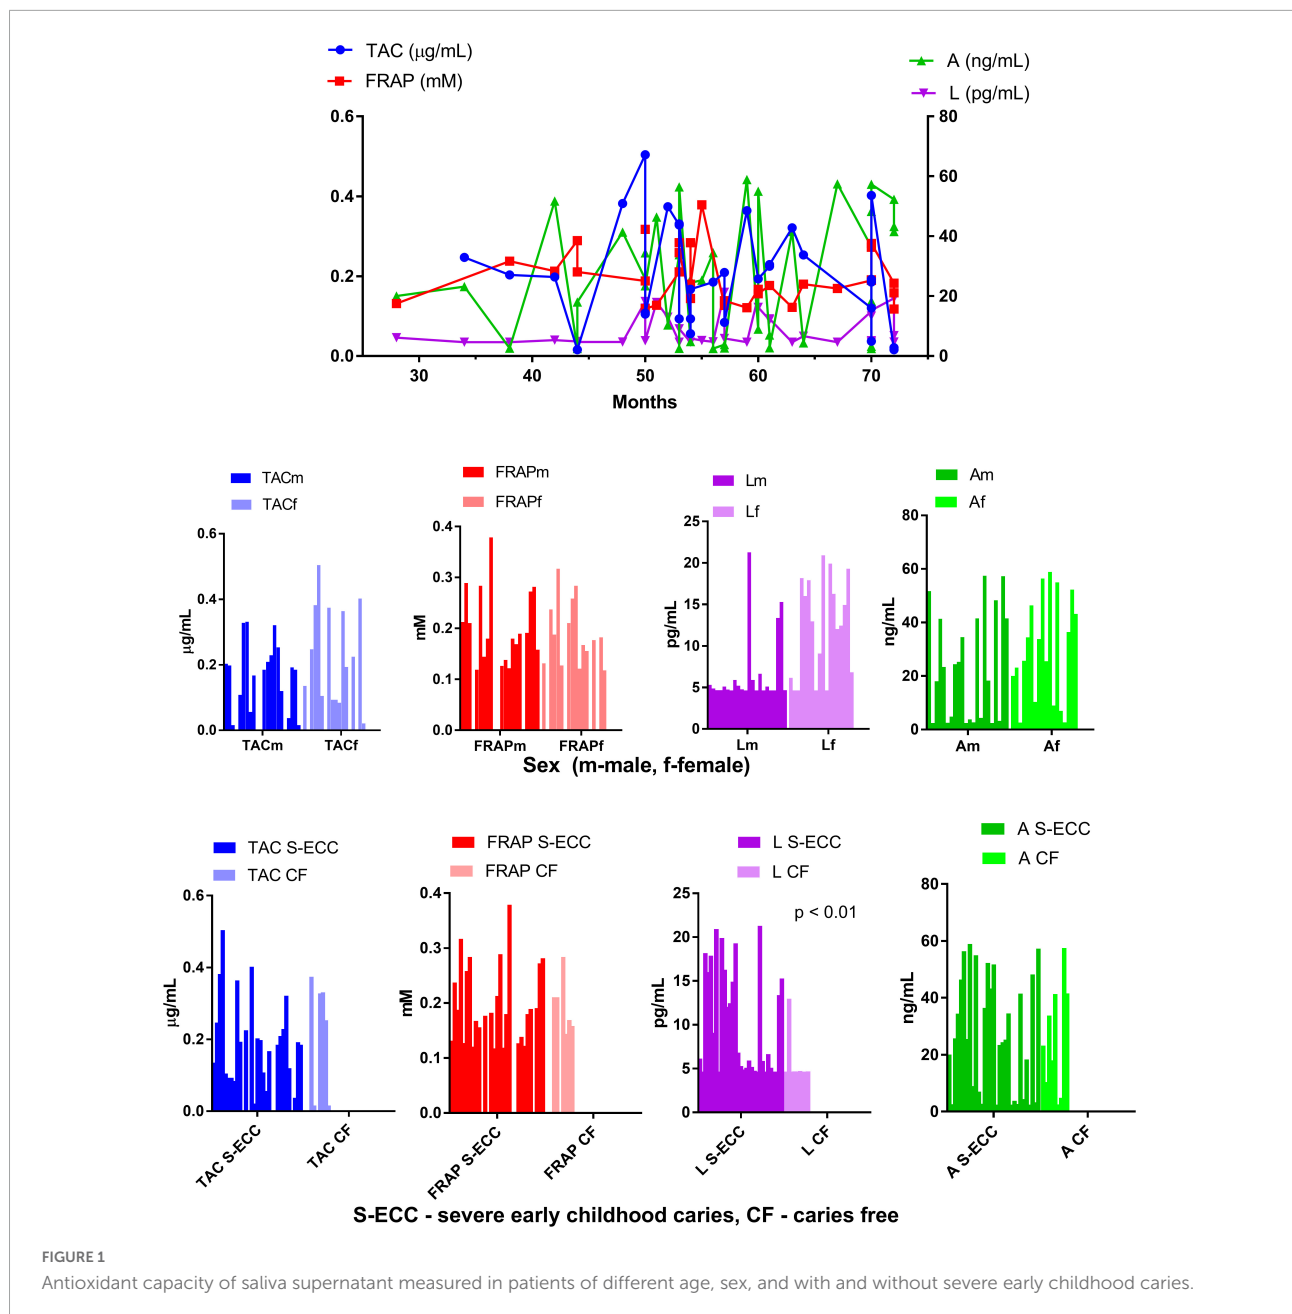 TAC (μg/mL)
FRAP (mM)
A (ng/mL)
L (pg/mL)
0.6
0.4
0.2
0.0
80
60
40
20
0
30 40 50 60 70
Months
TACm
TACf
μg/mL
0.6
0.4
0.2
0.0
TACm TACf
FRAPm
FRAPf
mM
0.4
0.3
0.2
0.1
0.0
FRAPm FRAPf
Lm
Lf
pg/mL
25
20
15
10
5
0
Lm Lf
Am
Af
ng/mL
80
60
40
20
0
Am Af
Sex (m-male, f-female)
TAC S-ECC
TAC CF
μg/mL
0.6
0.4
0.2
0.0
TAC S-ECC TAC CF
FRAP S-ECC
FRAP CF
mM
0.4
0.3
0.2
0.1
0.0
FRAP S-ECC FRAP CF
L S-ECC
L CF
p < 0.01
pg/mL
25
20
15
10
5
0
L S-ECC L CF
A S-ECC
A CF
ng/mL
80
60
40
20
0
A S-ECC A CF
S-ECC - severe early childhood caries, CF - caries free
FIGURE 1
Antioxidant capacity of saliva supernatant measured in patients of different age, sex, and with and without severe early childhood caries.